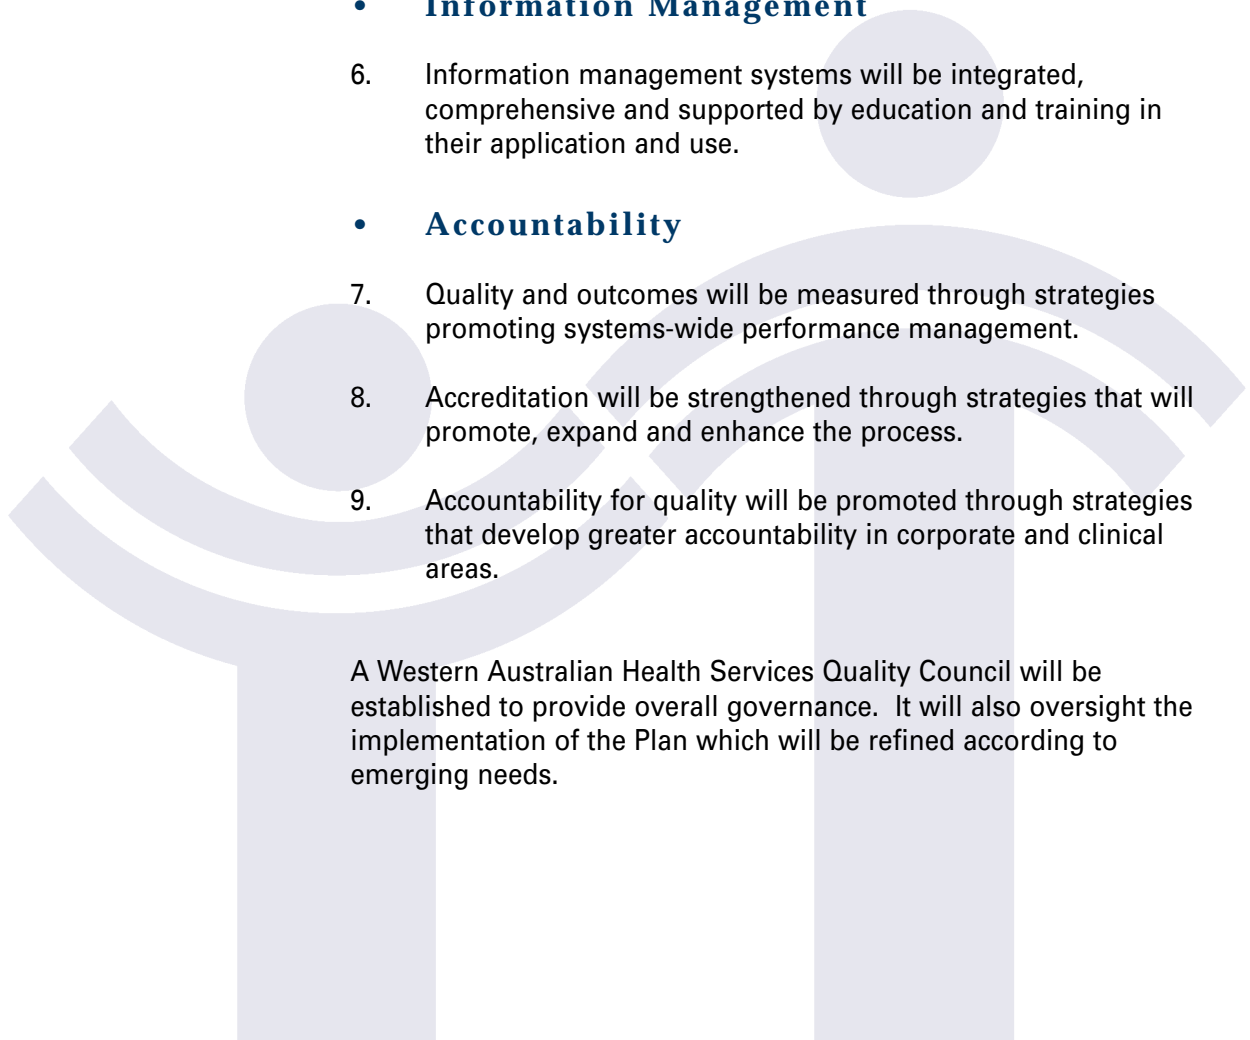 • Information Management
6. Information management systems will be integrated,
comprehensive and supported by education and training in
their application and use.
• Accountability
7. Quality and outcomes will be measured through strategies
promoting systems-wide performance management.
8. Accreditation will be strengthened through strategies that will
promote, expand and enhance the process.
9. Accountability for quality will be promoted through strategies
that develop greater accountability in corporate and clinical
areas.
A Western Australian Health Services Quality Council will be
established to provide overall governance.  It will also oversight the
implementation of the Plan which will be refined according to
emerging needs.